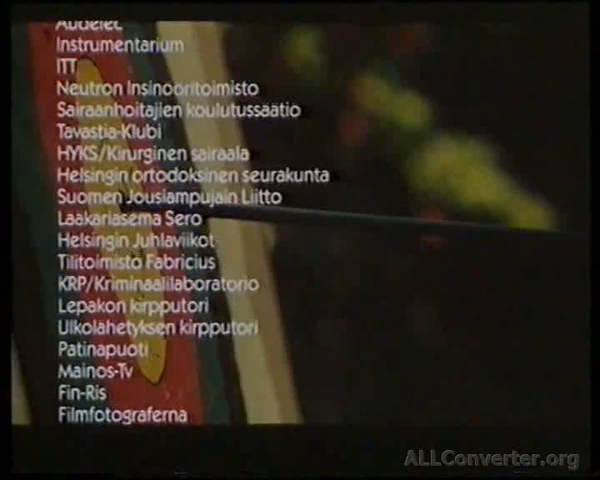 Audelec
Instrumentarium
ITT
Neutron Insinööritoimisto
Sairaanhoitajien koulutussäätiö
Tavastia-Klubi
HYKS/Kirurginen sairaala
Helsingin ortodoksinen seurakunta
Suomen Jousiampujain Liitto
Lääkäriasema Sero
Helsingin Juhlaviikot
Tilitoimisto Fabricius
KRP/Kriminaalilaboratorio
Lepakon kirpputori
Ulkolähetyksen kirpputori
Patinapuoti
Mainos-Tv
Fin-Ris
Filmfotograferna
ALLConverter.org